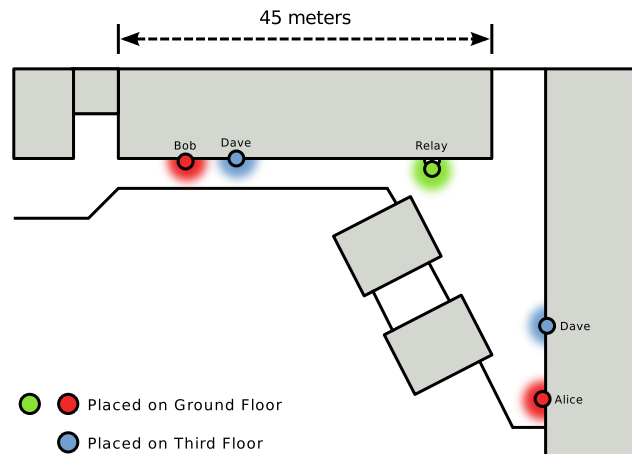 45 meters
Bob
Dave
Relay
Dave
Alice
Placed on Ground Floor
Placed on Third Floor